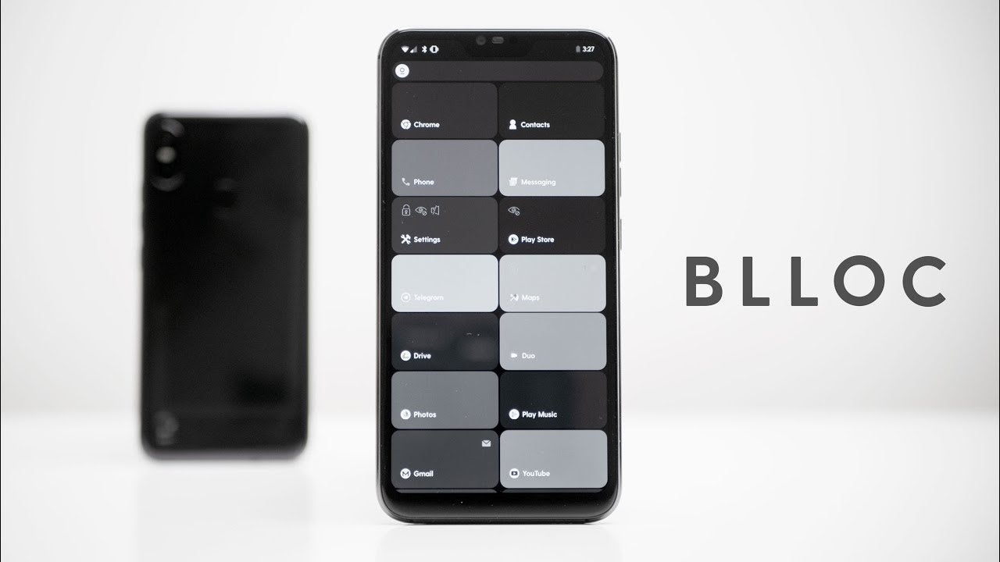 3:27
Chrome
Contacts
Phone
Messaging
Settings
Play Store
Telegram
Maps
Drive
Duo
Photos
Play Music
Gmail
YouTube
BLLOC